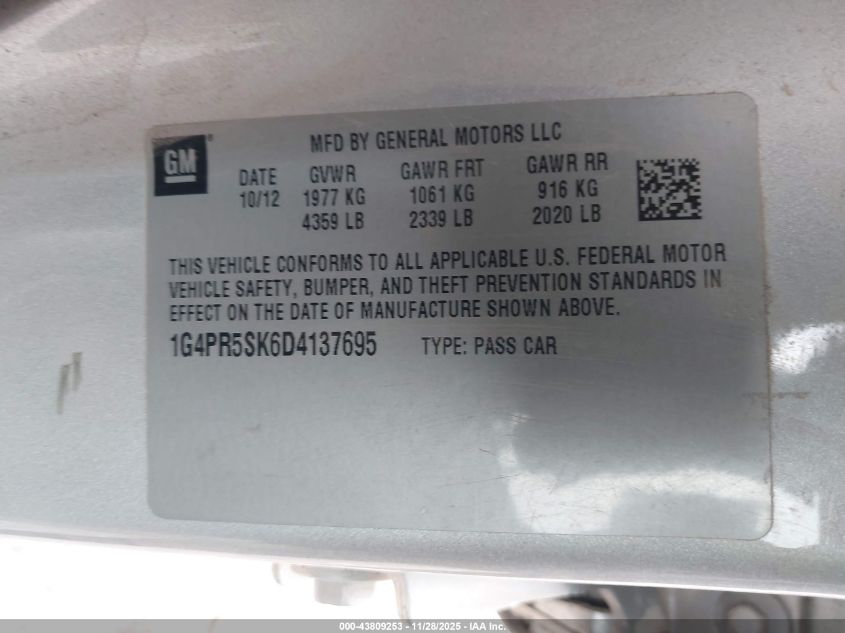 MFD BY GENERAL MOTORS LLC
GM®
DATE GVWR GAWR FRT GAWR RR
10/12 1977 KG 1061 KG 916 KG
4359 LB 2339 LB 2020 LB
THIS VEHICLE CONFORMS TO ALL APPLICABLE U.S. FEDERAL MOTOR
VEHICLE SAFETY, BUMPER, AND THEFT PREVENTION STANDARDS IN
EFFECT ON THE DATE OF MANUFACTURE SHOWN ABOVE.
1G4PR5SK6D4137695 TYPE: PASS CAR
000-43809253 - 11/28/2025 - IAA Inc.